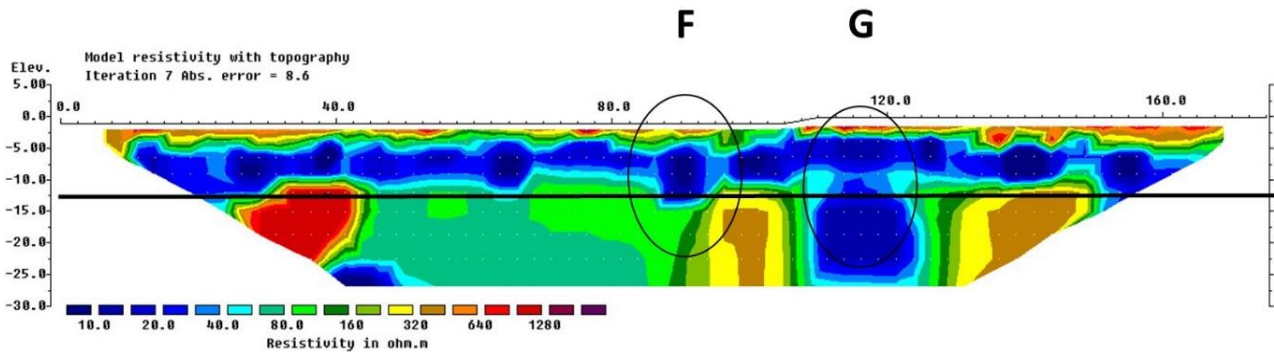 F G
Model resistivity with topography
Iteration 7 Abs. error = 8.6
Elev.
5.00
0.0 40.0 80.0 120.0 160.0
0.0
-5.00
-10.0
-15.0
-20.0
-25.0
-30.0
10.0 20.0 40.0 80.0 160 320 640 1280
Resistivity in ohm.m